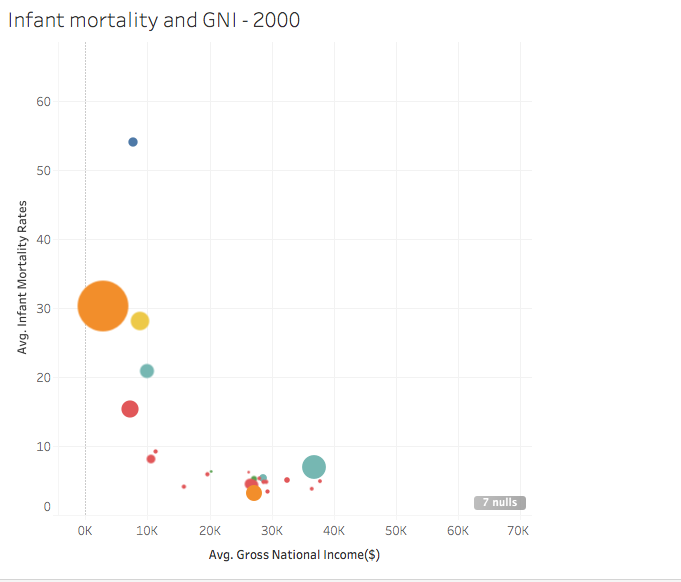 Infant mortality and GNI - 2000
60
50
40
30
20
10
0
Avg. Infant Mortality Rates
7 nulls
0K 10K 20K 30K 40K 50K 60K 70K
Avg. Gross National Income($)